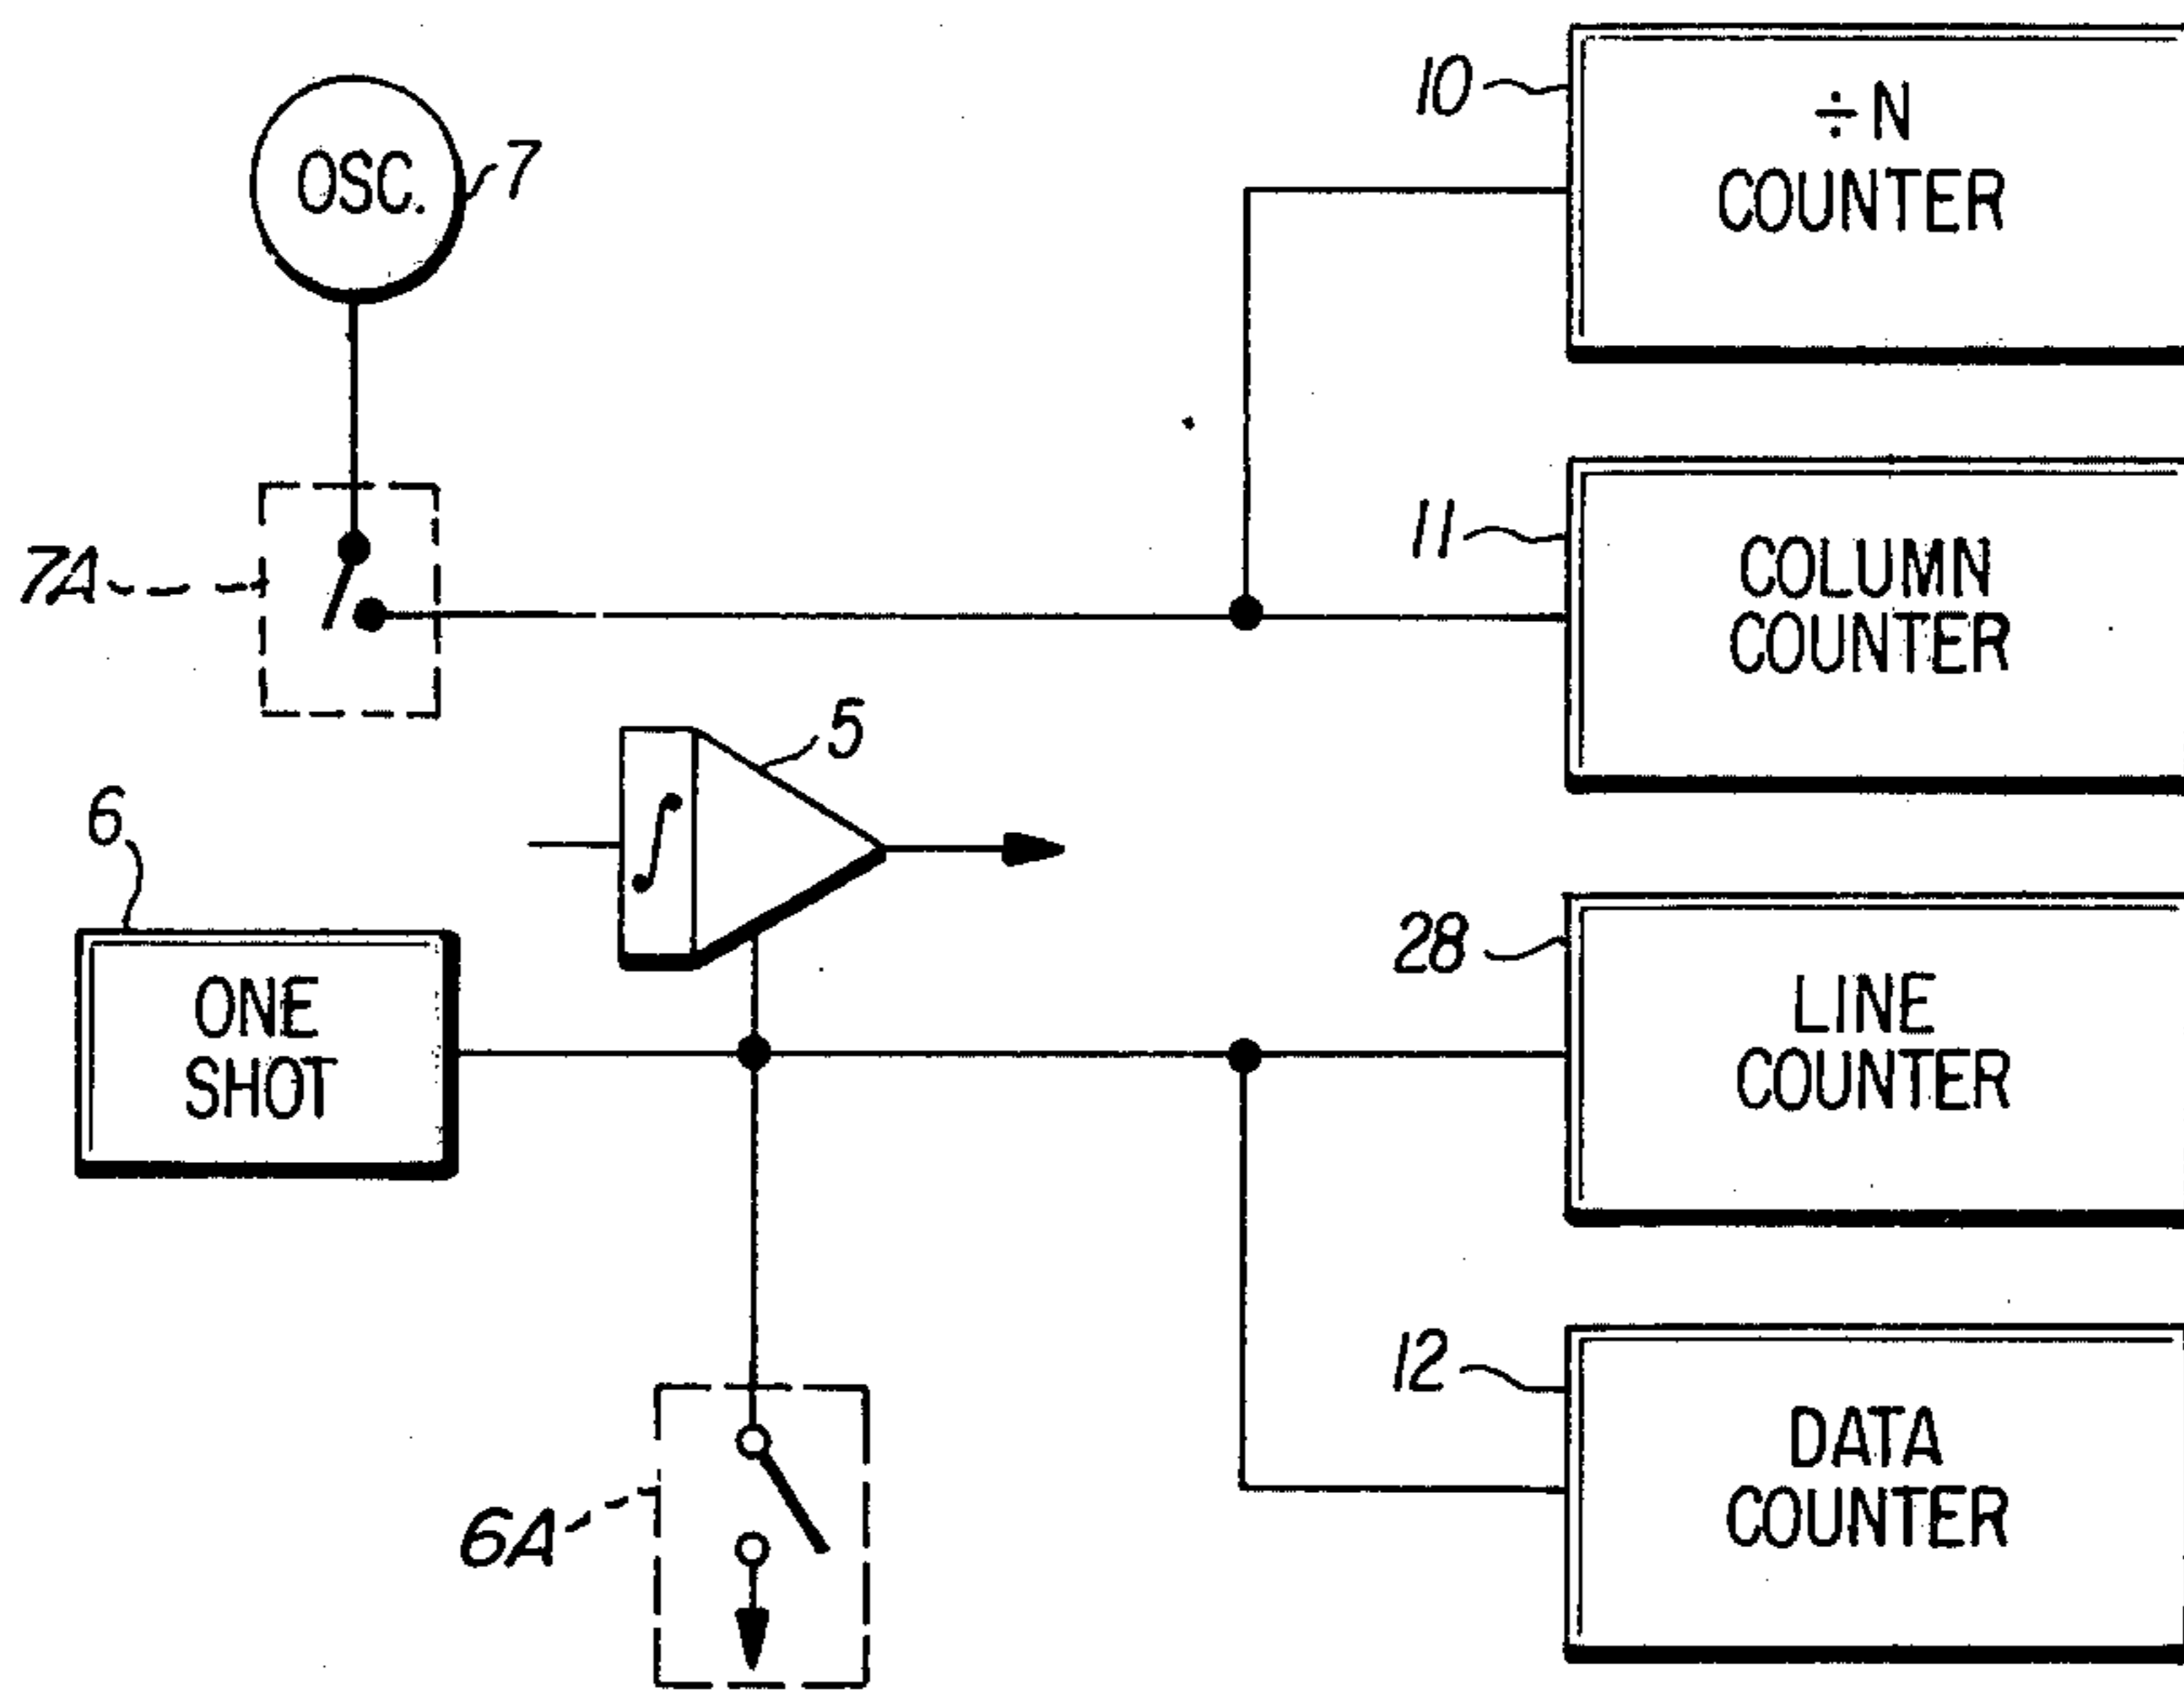 10
÷N
COUNTER
OSC.
7
11
COLUMN
COUNTER
7A
5
6
ONE
SHOT
28
LINE
COUNTER
12
DATA
COUNTER
6A